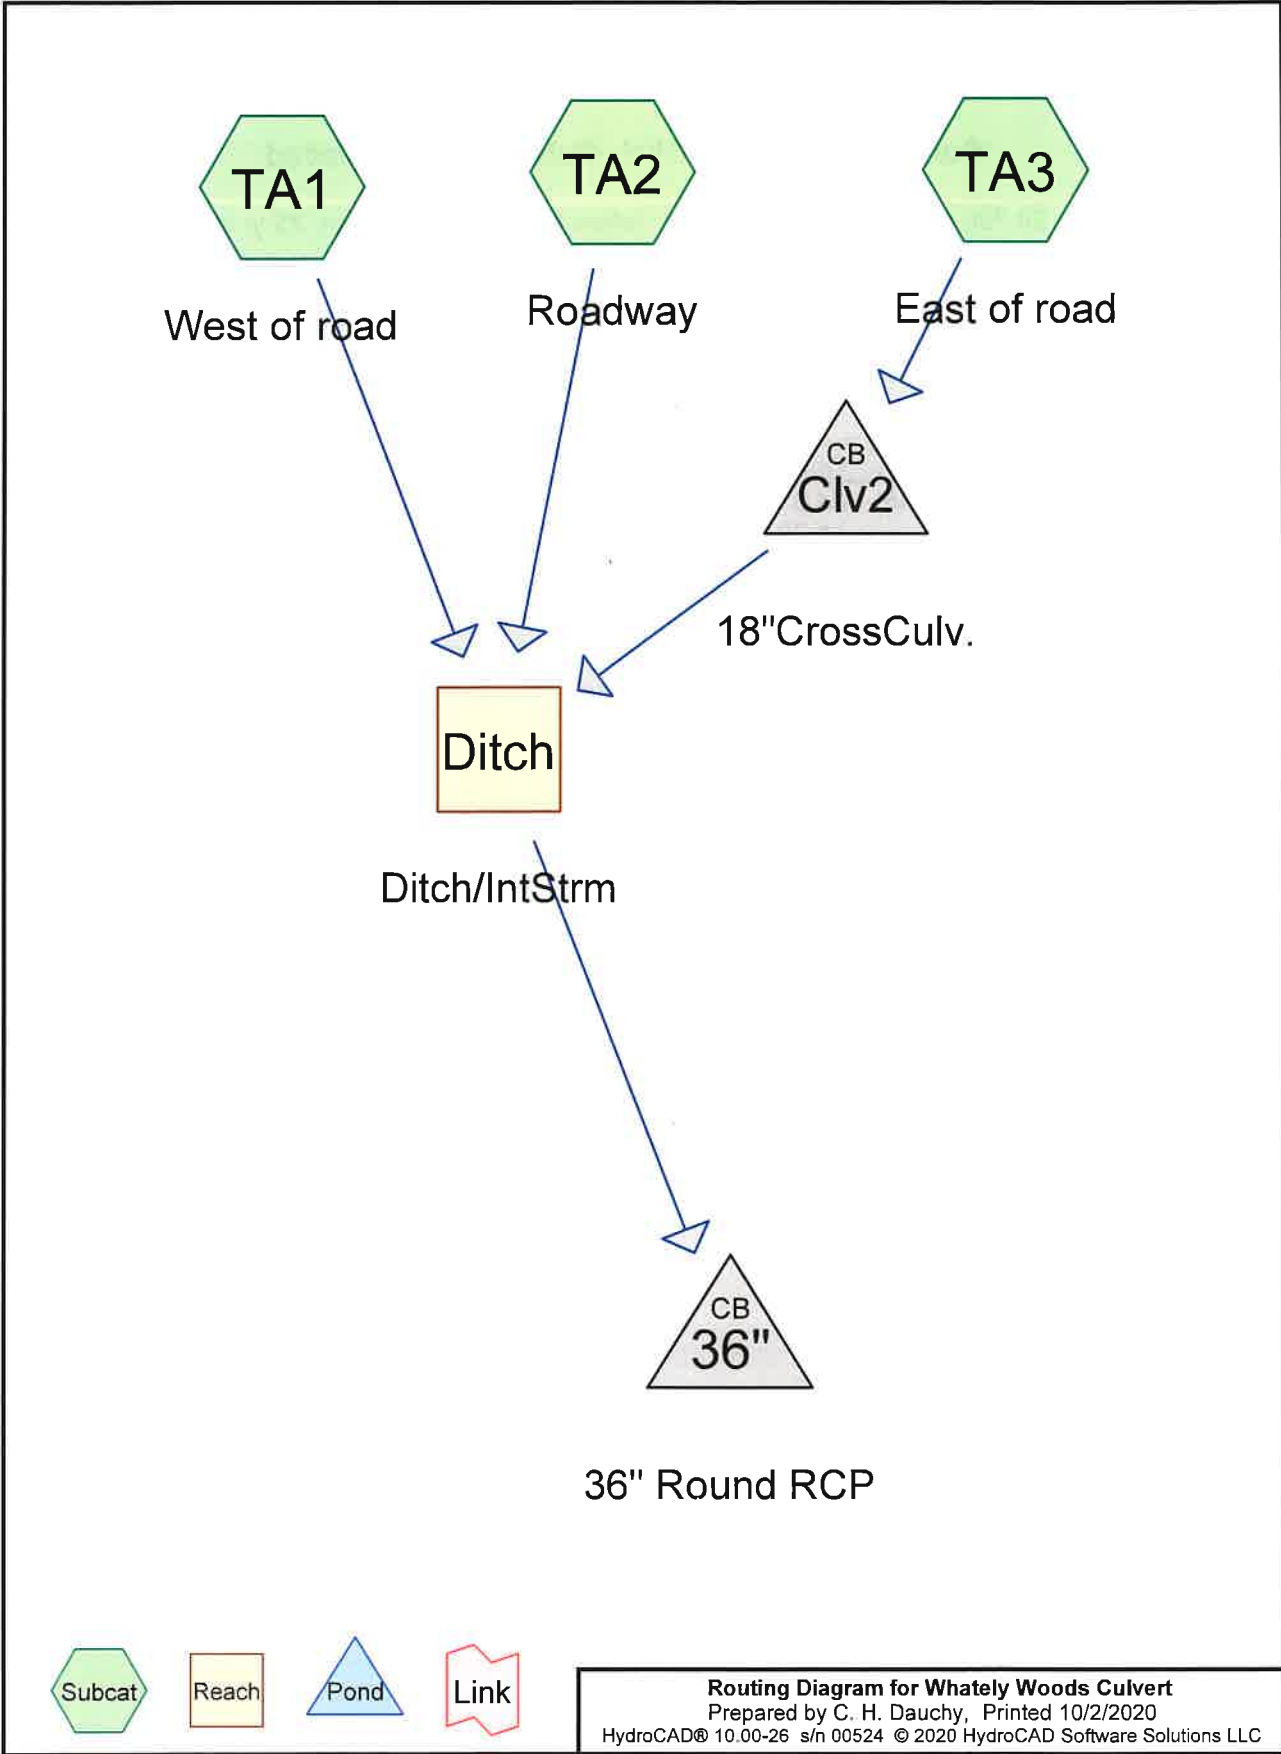 TA1
TA2
TA3
West of road
Roadway
East of road
CB
Clv2
18"CrossCulv.
Ditch
Ditch/IntStrm
CB
36"
36" Round RCP
Subcat
Reach
Pond
Link
Routing Diagram for Whately Woods Culvert
Prepared by C. H. Dauchy, Printed 10/2/2020
HydroCAD® 10.00-26 s/n 00524 © 2020 HydroCAD Software Solutions LLC